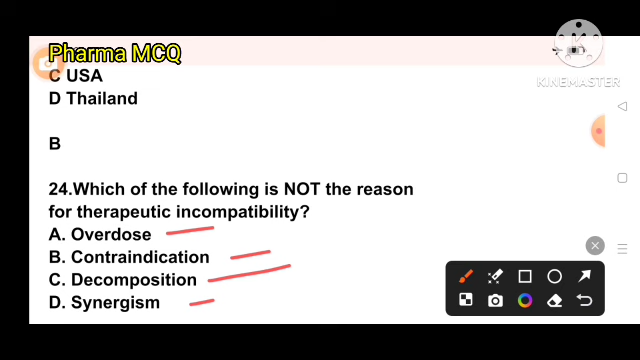 Pharma MCQ
KINEMASTER
C USA
D Thailand
B
24.Which of the following is NOT the reason
for therapeutic incompatibility?
A. Overdose
B. Contraindication
C. Decomposition
D. Synergism